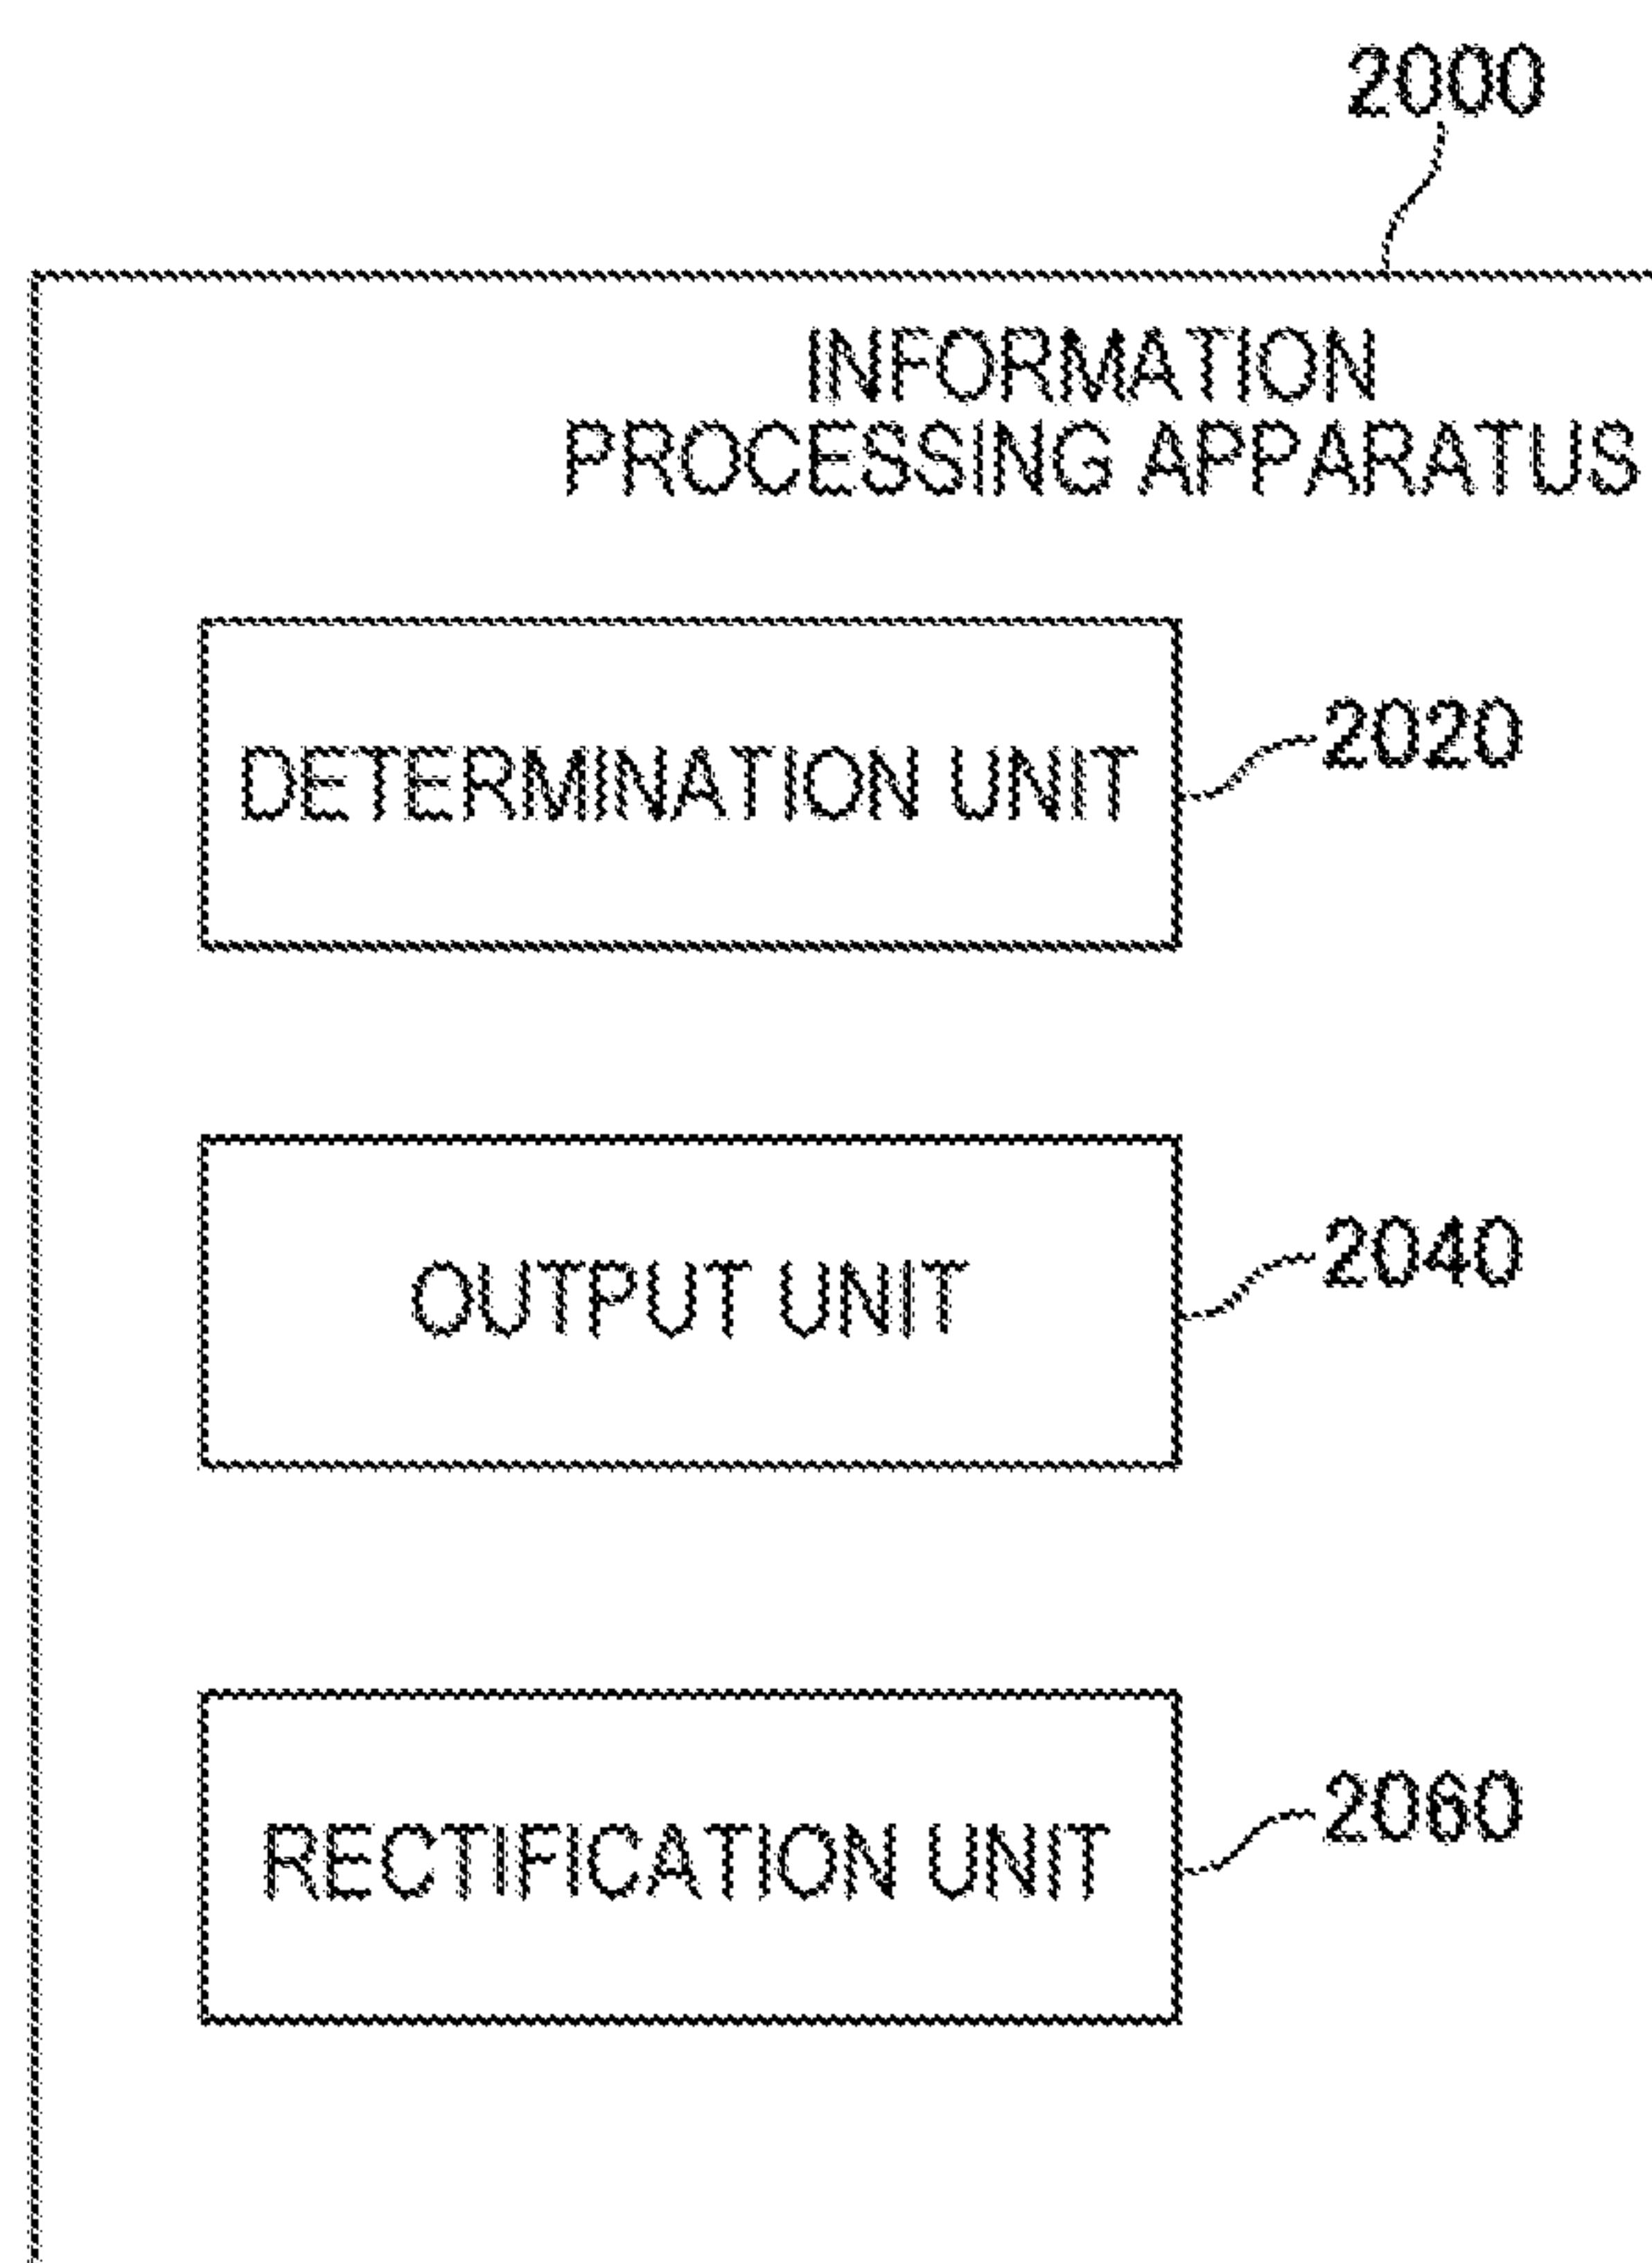 2000
INFORMATION
PROCESSING APPARATUS
DETERMINATION UNIT
2020
OUTPUT UNIT
2040
RECTIFICATION UNIT
2060